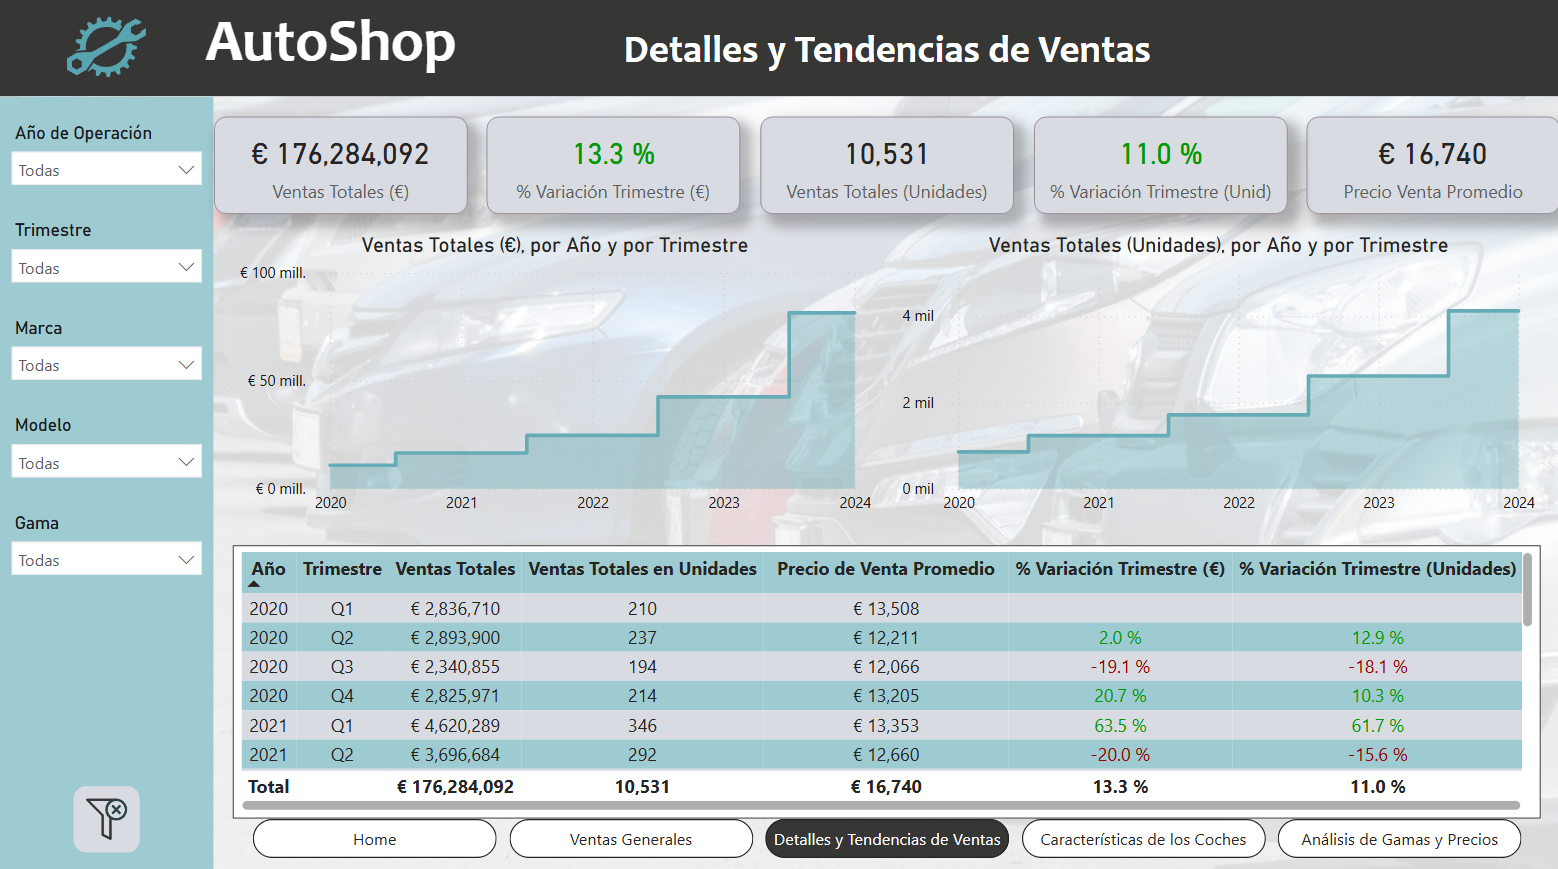 AutoShop
Detalles y Tendencias de Ventas
Año de Operación
Todas
Trimestre
Todas
Marca
Todas
Modelo
Todas
Gama
Todas
€ 176,284,092
Ventas Totales (€)
13.3 %
% Variación Trimestre (€)
10,531
Ventas Totales (Unidades)
11.0 %
% Variación Trimestre (Unid)
€ 16,740
Precio Venta Promedio
Ventas Totales (€), por Año y por Trimestre
€ 100 mill.
€ 50 mill.
€ 0 mill.
2020 2021 2022 2023 2024
Ventas Totales (Unidades), por Año y por Trimestre
4 mil
2 mil
0 mil
2020 2021 2022 2023 2024
Año Trimestre Ventas Totales Ventas Totales en Unidades Precio de Venta Promedio % Variación Trimestre (€) % Variación Trimestre (Unidades)
2020 Q1 € 2,836,710 210 € 13,508
2020 Q2 € 2,893,900 237 € 12,211 2.0 % 12.9 %
2020 Q3 € 2,340,855 194 € 12,066 -19.1 % -18.1 %
2020 Q4 € 2,825,971 214 € 13,205 20.7 % 10.3 %
2021 Q1 € 4,620,289 346 € 13,353 63.5 % 61.7 %
2021 Q2 € 3,696,684 292 € 12,660 -20.0 % -15.6 %
Total € 176,284,092 10,531 € 16,740 13.3 % 11.0 %
Home
Ventas Generales
Detalles y Tendencias de Ventas
Características de los Coches
Análisis de Gamas y Precios